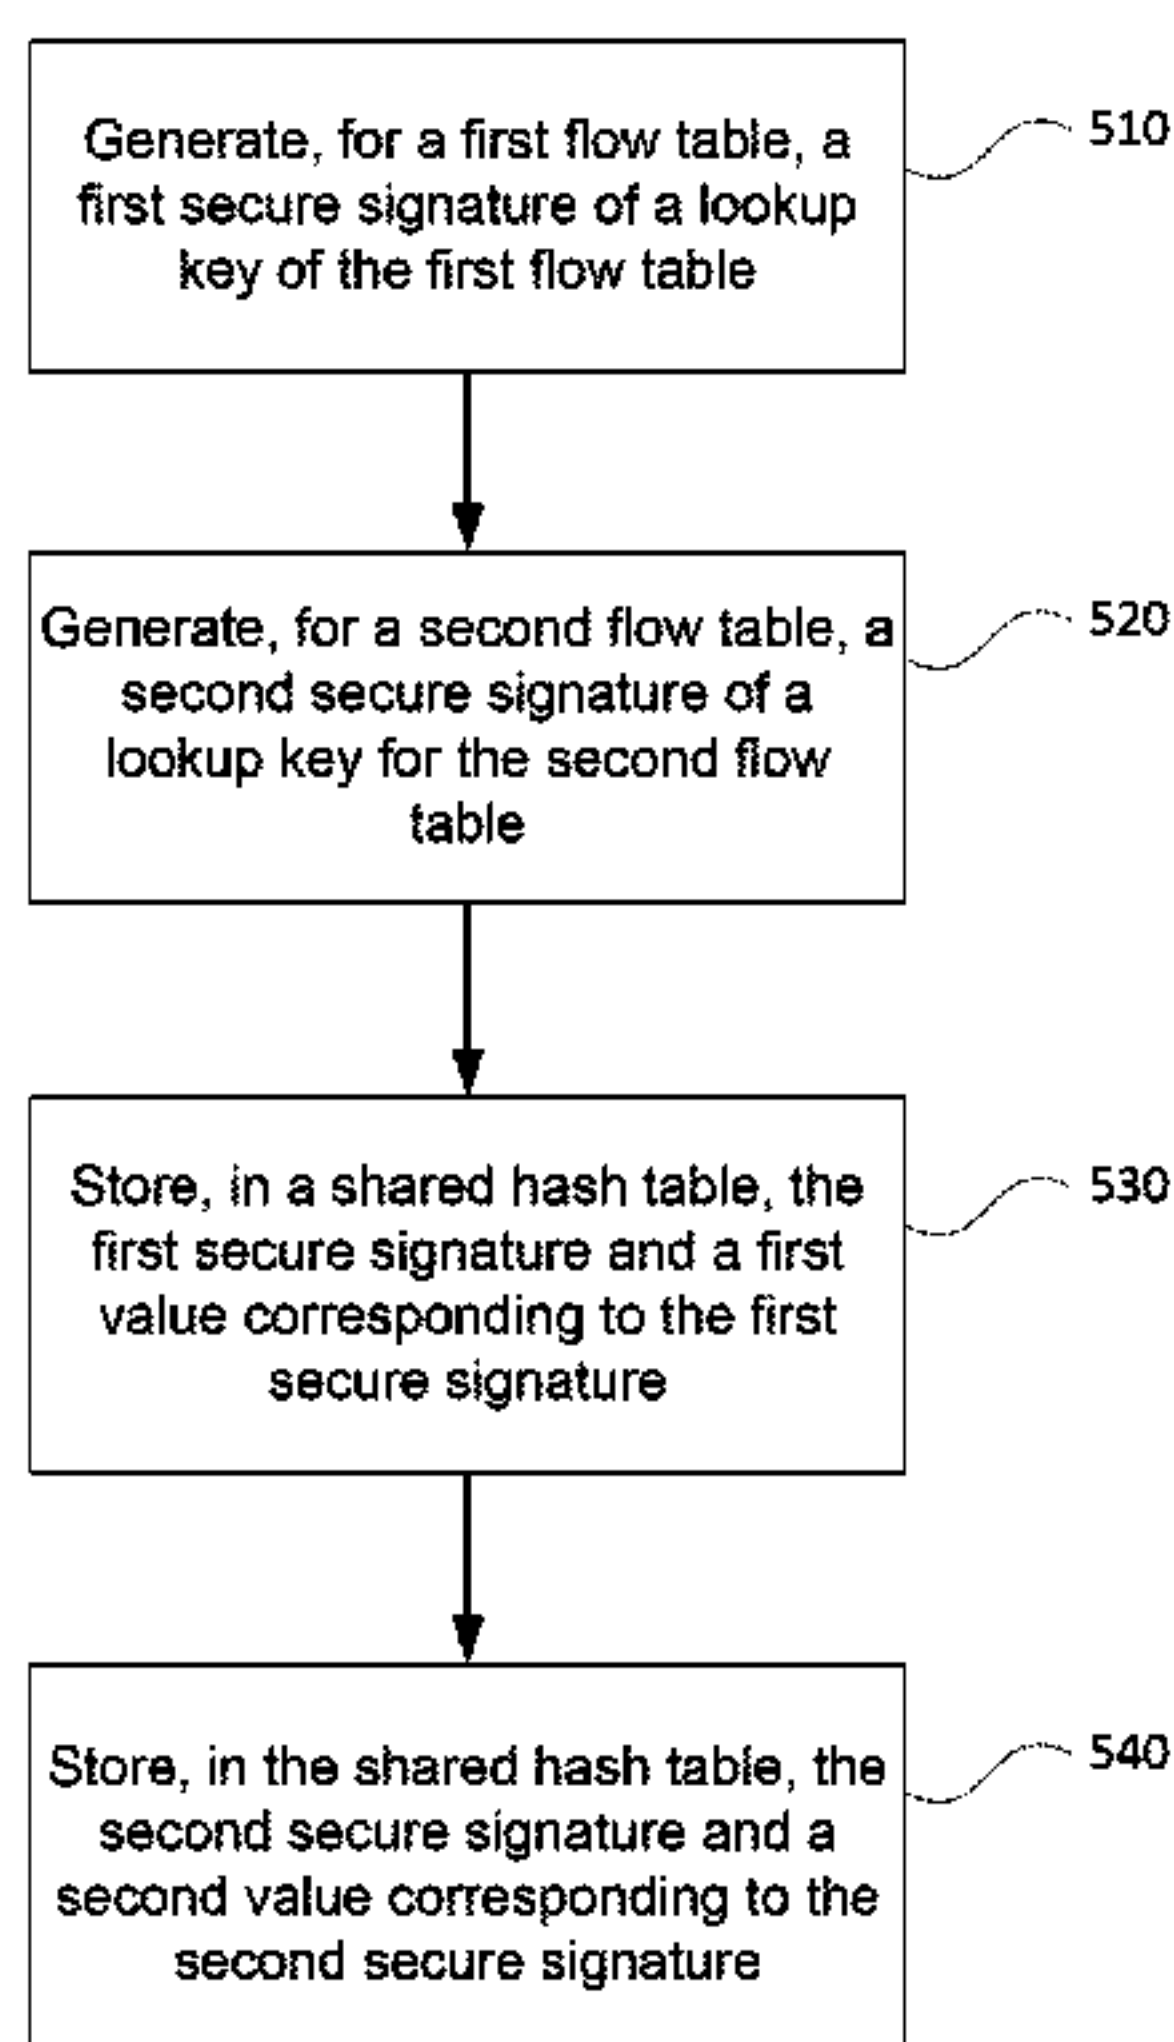 Generate, for a first flow table, a
first secure signature of a lookup
key of the first flow table
510
Generate, for a second flow table, a
second secure signature of a
lookup key for the second flow
table
520
Store, in a shared hash table, the
first secure signature and a first
value corresponding to the first
secure signature
530
Store, in the shared hash table, the
second secure signature and a
second value corresponding to the
second secure signature
540